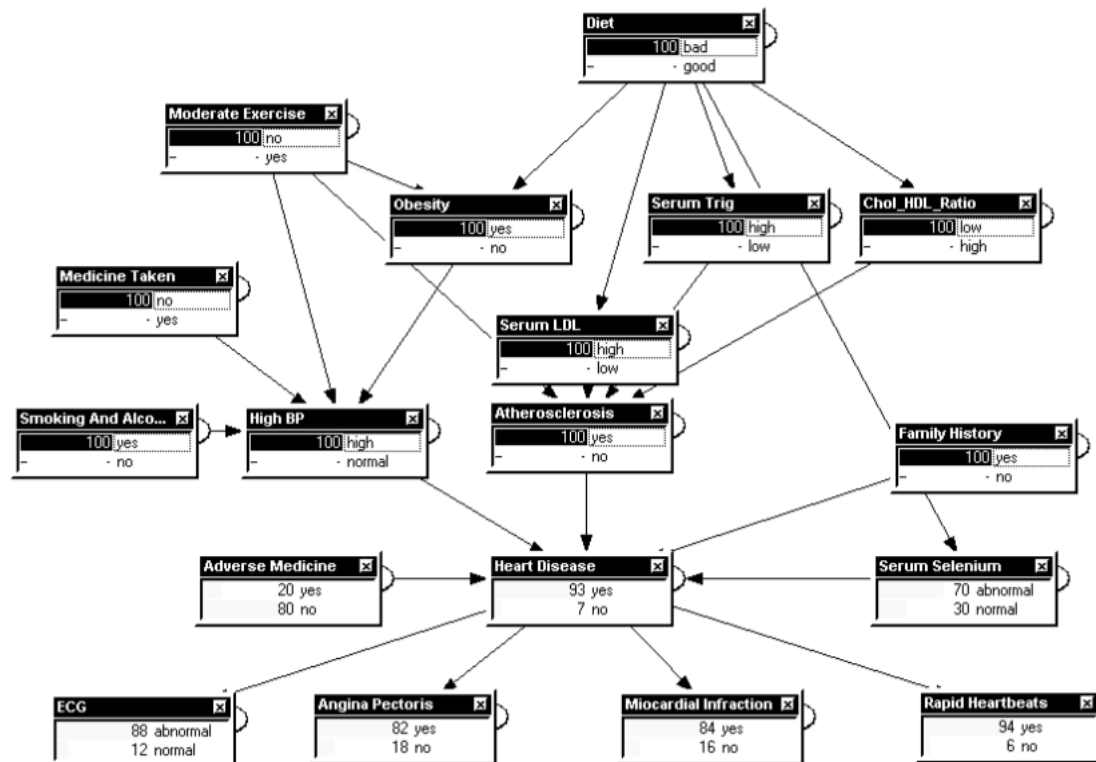 Diet
100 bad
- - good
Moderate Exercise
100 no
- - yes
Obesity
100 yes
- - no
Serum Trig
100 high
- - low
Chol_HDL_Ratio
100 low
- - high
Medicine Taken
100 no
- - yes
Serum LDL
100 high
- - low
Smoking And Alco...
100 yes
- - no
High BP
100 high
- - normal
Atherosclerosis
100 yes
- - no
Family History
100 yes
- - no
Adverse Medicine
20 yes
80 no
Heart Disease
93 yes
7 no
Serum Selenium
70 abnormal
30 normal
ECG
88 abnormal
12 normal
Angina Pectoris
82 yes
18 no
Miocardial Infraction
84 yes
16 no
Rapid Heartbeats
94 yes
6 no